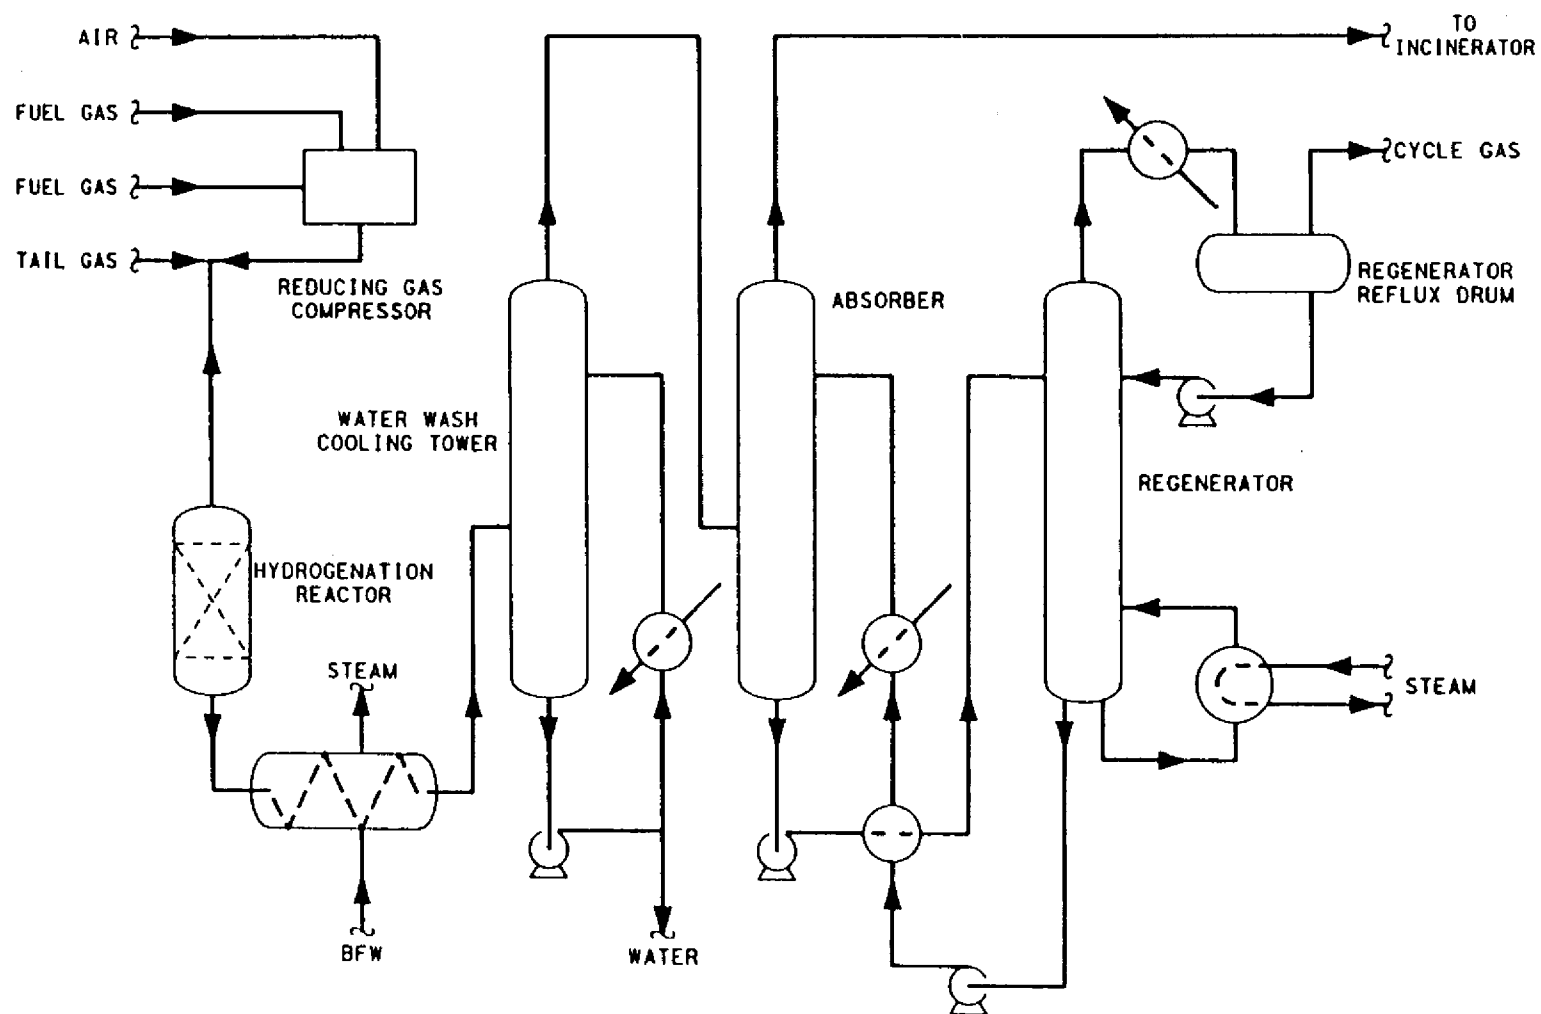 AIR
FUEL GAS
FUEL GAS
TAIL GAS
REDUCING GAS
COMPRESSOR
HYDROGENATION
REACTOR
STEAM
BFW
WATER WASH
COOLING TOWER
WATER
ABSORBER
TO
INCINERATOR
CYCLE GAS
REGENERATOR
REFLUX DRUM
REGENERATOR
STEAM